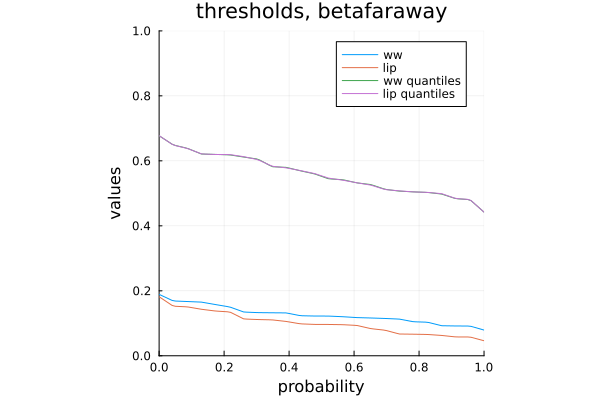 thresholds, betafaraway
1.0
0.8
0.6
0.4
0.2
0.0
values
ww
lip
ww quantiles
lip quantiles
0.0 0.2 0.4 0.6 0.8 1.0
probability